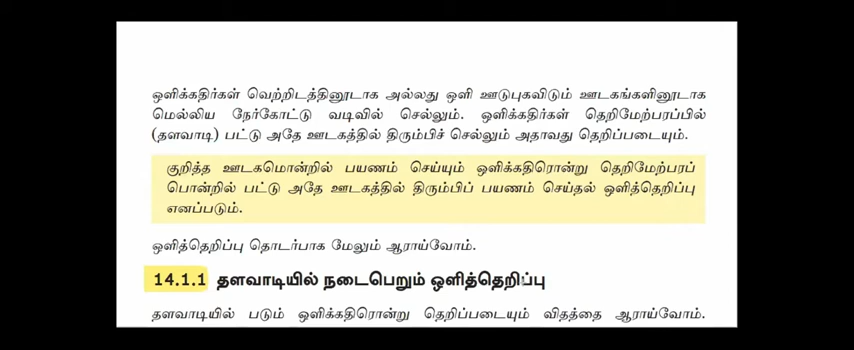 ஒளிக்கதிர்கள் வெற்றிடத்தினூடாக அல்லது ஒளி ஊடுபுகவிடும் ஊடகங்களினூடாக
மெல்லிய நேர்கோட்டு வடிவில் செல்லும். ஒளிக்கதிர்கள் தெறிமேற்பரப்பில்
(தளவாடி) பட்டு அதே ஊடகத்தில் திரும்பிச் செல்லும் அதாவது தெறிப்படையும்.
குறித்த ஊடகமொன்றில் பயணம் செய்யும் ஒளிக்கதிரொன்று தெறிமேற்பரப்
பொன்றில் பட்டு அதே ஊடகத்தில் திரும்பிப் பயணம் செய்தல் ஒளித்தெறிப்பு
எனப்படும்.
ஒளித்தெறிப்பு தொடர்பாக மேலும் ஆராய்வோம்.
14.1.1 தளவாடியில் நடைபெறும் ஒளித்தெறிப்பு
தளவாடியில் படும் ஒளிக்கதிரொன்று தெறிப்படையும் விதத்தை ஆராய்வோம்.